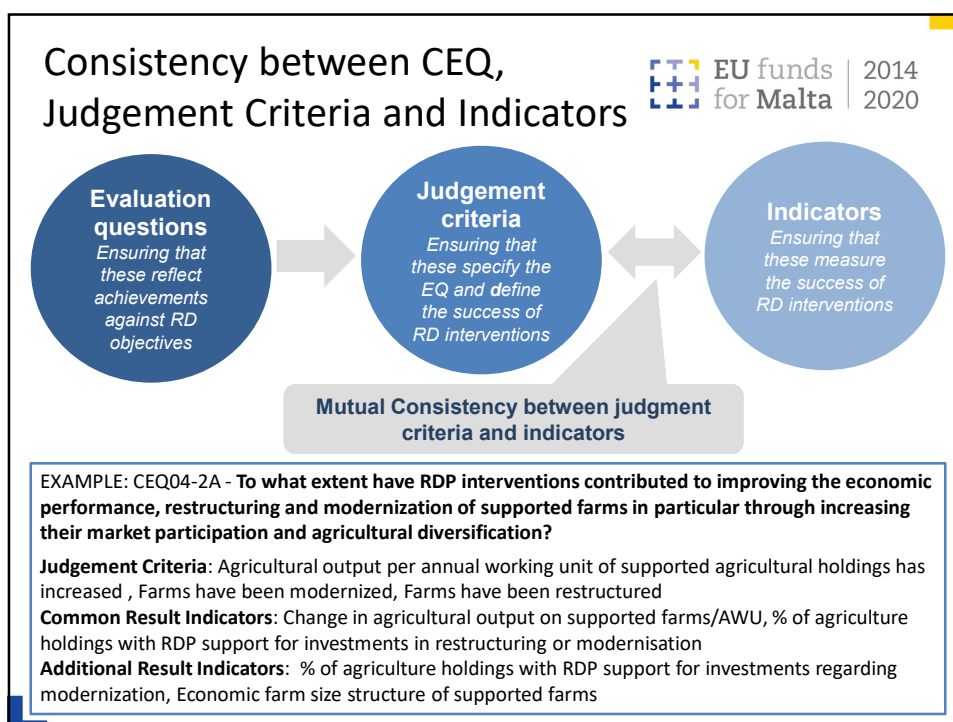 Consistency between CEQ,
Judgement Criteria and Indicators
EU funds
for Malta
2014
2020
Evaluation
questions
Ensuring that
these reflect
achievements
against RD
objectives
Judgement
criteria
Ensuring that
these specify the
EQ and define
the success of
RD interventions
Indicators
Ensuring that
these measure
the success of
RD interventions
Mutual Consistency between judgment
criteria and indicators
EXAMPLE: CEQ04-2A - To what extent have RDP interventions contributed to improving the economic
performance, restructuring and modernization of supported farms in particular through increasing
their market participation and agricultural diversification?
Judgement Criteria: Agricultural output per annual working unit of supported agricultural holdings has
increased , Farms have been modernized, Farms have been restructured
Common Result Indicators: Change in agricultural output on supported farms/AWU, % of agriculture
holdings with RDP support for investments in restructuring or modernisation
Additional Result Indicators:  % of agriculture holdings with RDP support for investments regarding
modernization, Economic farm size structure of supported farms